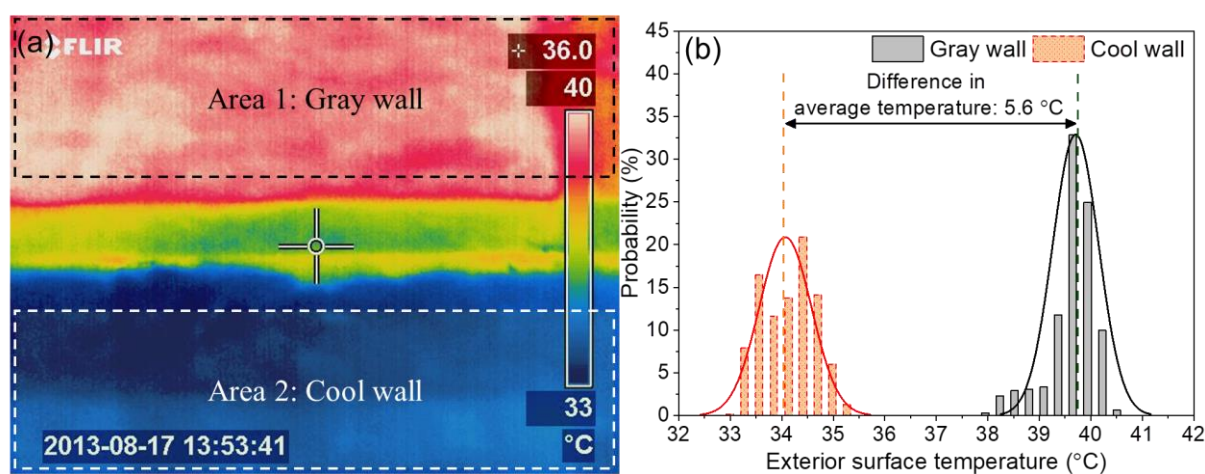 (a)
FLIR
36.0
40
Area 1: Gray wall
Area 2: Cool wall
33
2013-08-17 13:53:41
°C
(b)
Gray wall
Cool wall
Difference in
average temperature: 5.6 °C
Probability (%)
45
40
35
30
25
20
15
10
5
0
32 33 34 35 36 37 38 39 40 41 42
Exterior surface temperature (°C)